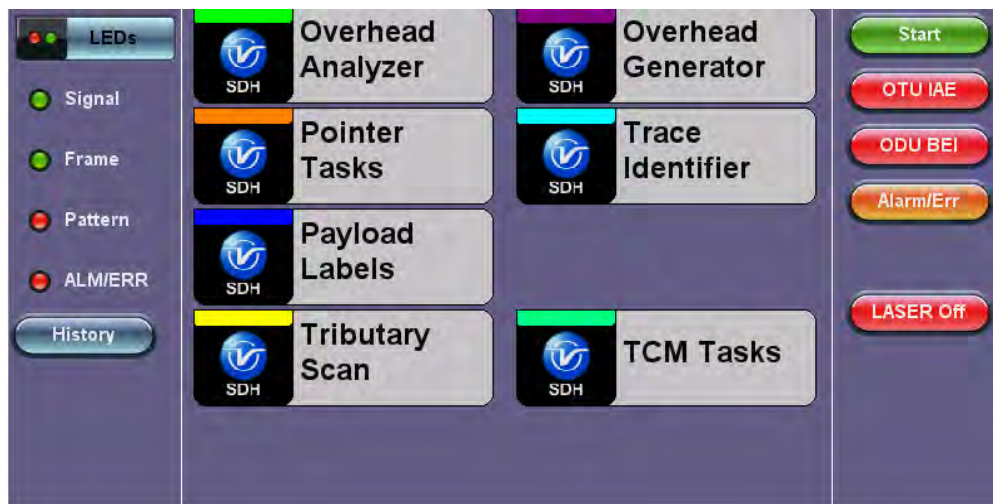 LEDs
Signal
Frame
Pattern
ALM/ERR
History
SDH
Overhead
Analyzer
SDH
Overhead
Generator
SDH
Pointer
Tasks
SDH
Trace
Identifier
SDH
Payload
Labels
SDH
Tributary
Scan
SDH
TCM Tasks
Start
OTU IAE
ODU BEI
Alarm/Err
LASER Off